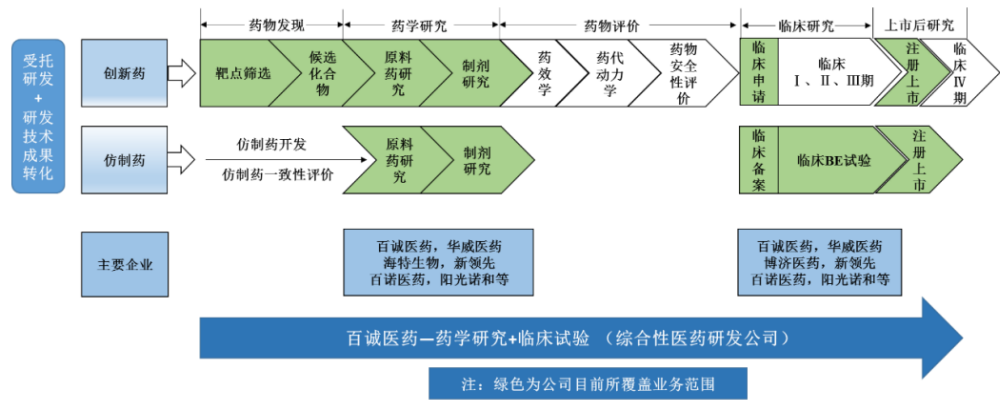 药物发现
药学研究
药物评价
临床研究
上市后研究
受托
研发
+
研发
技术
成果
转化
创新药
靶点筛选
候选
化合
物
原料
药研
究
制剂
研究
药
效
学
药代
动力
学
药物
安全
性评
价
临
床
申
请
临床
Ⅰ、Ⅱ、Ⅲ期
注
册
上
市
临
床
Ⅳ
期
仿制药
仿制药开发
仿制药一致性评价
原料
药研
究
制剂
研究
临
床
备
案
临床BE试验
注
册
上
市
主要企业
百诚医药，华威医药
海特生物，新领先
百诺医药，阳光诺和等
百诚医药，华威医药
博济医药，新领先
百诺医药，阳光诺和等
百诚医药—药学研究+临床试验 （综合性医药研发公司）
注：绿色为公司目前所覆盖业务范围